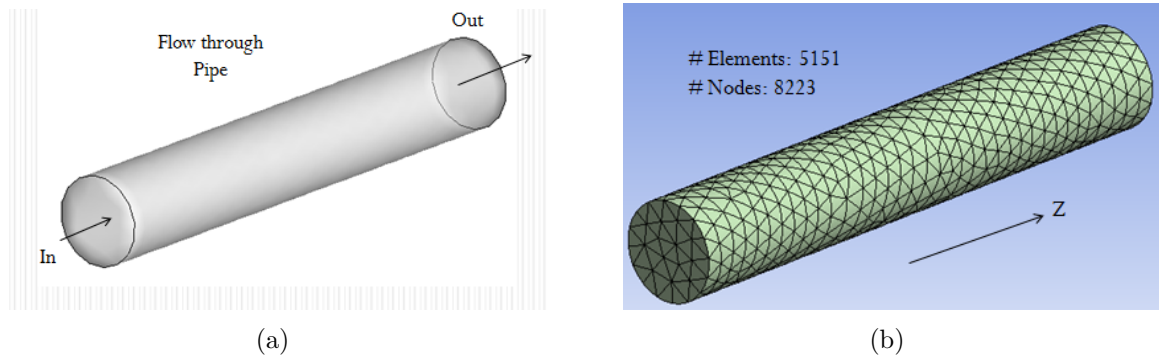 Out
Flow through
Pipe
In
# Elements: 5151
# Nodes: 8223
Z
(a)
(b)